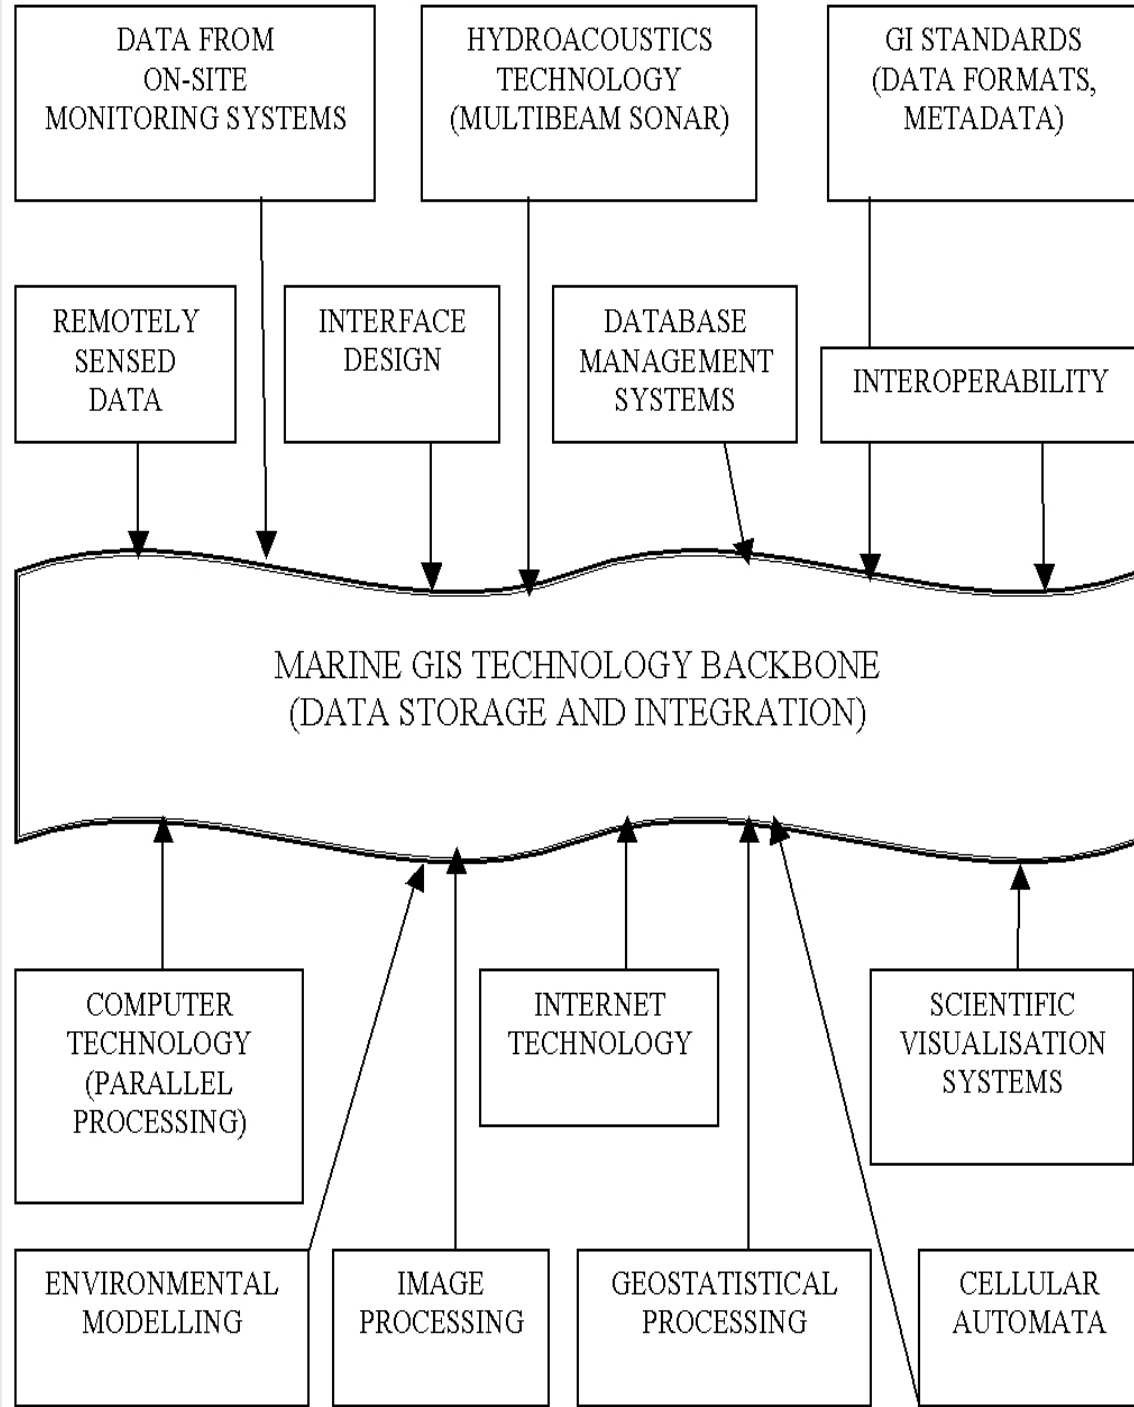 DATA FROM
ON-SITE
MONITORING SYSTEMS
HYDROACOUSTICS
TECHNOLOGY
(MULTIBEAM SONAR)
GI STANDARDS
(DATA FORMATS,
METADATA)
REMOTELY
SENSED
DATA
INTERFACE
DESIGN
DATABASE
MANAGEMENT
SYSTEMS
INTEROPERABILITY
MARINE GIS TECHNOLOGY BACKBONE
(DATA STORAGE AND INTEGRATION)
COMPUTER
TECHNOLOGY
(PARALLEL
PROCESSING)
INTERNET
TECHNOLOGY
SCIENTIFIC
VISUALISATION
SYSTEMS
ENVIRONMENTAL
MODELLING
IMAGE
PROCESSING
GEOSTATISTICAL
PROCESSING
CELLULAR
AUTOMATA